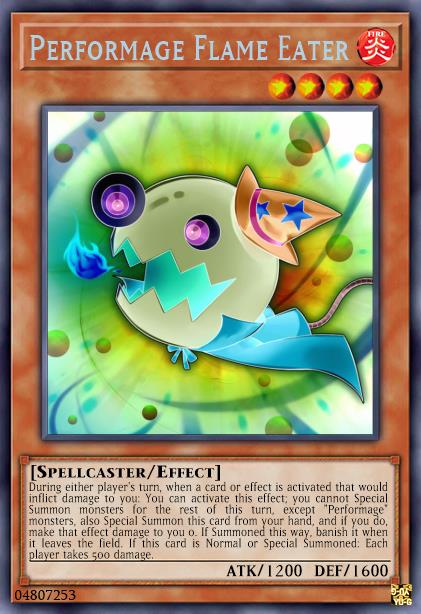 PERFORMAGE FLAME EATER
FIRE
炎
[SPELLCASTER/EFFECT]
During either player's turn, when a card or effect is activated that would
inflict damage to you: You can activate this effect; you cannot Special
Summon monsters for the rest of this turn, except "Performage"
monsters, also Special Summon this card from your hand, and if you do,
make that effect damage to you 0. If Summoned this way, banish it when
it leaves the field. If this card is Normal or Special Summoned: Each
player takes 500 damage.
ATK/1200 DEF/1600
04807253